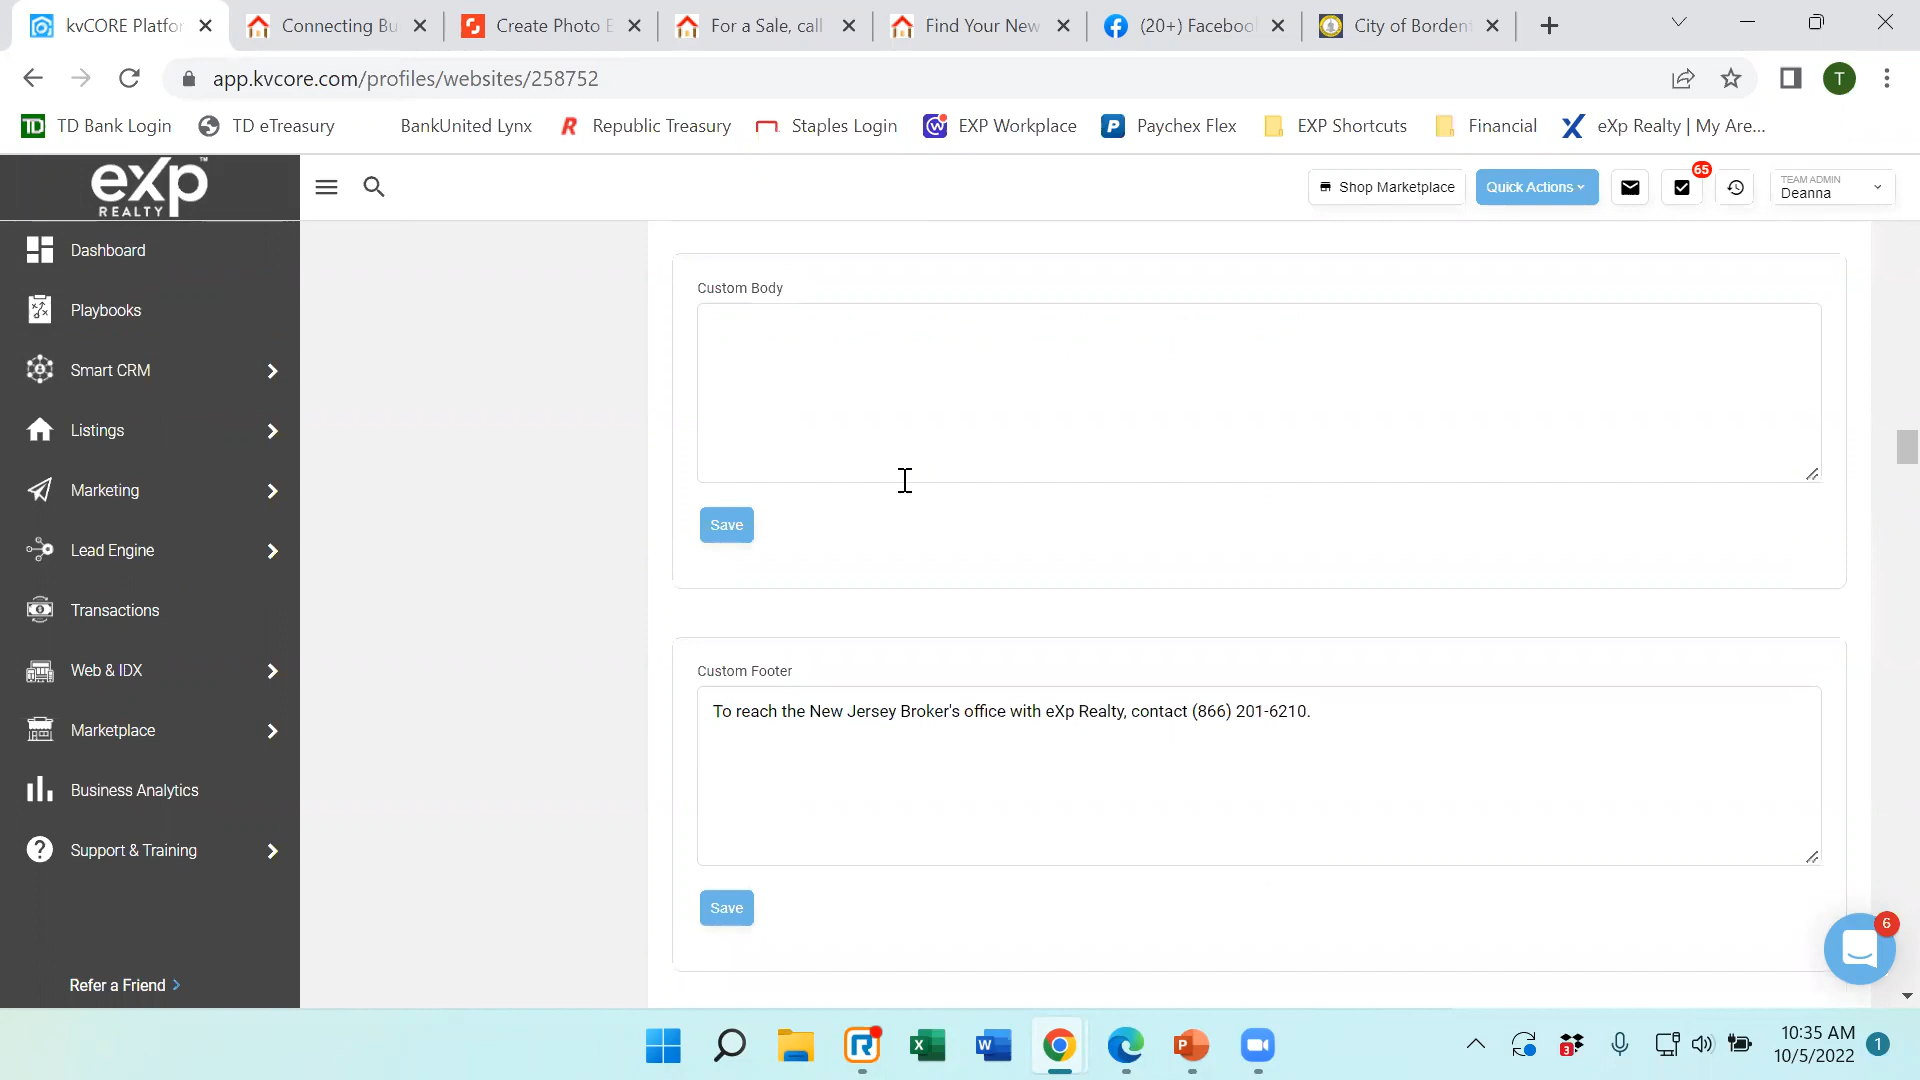 kvCORE Platfor
Connecting Bu
Create Photo E
For a Sale, call
Find Your New
(20+) Facebook
City of Bordent
app.kvcore.com/profiles/websites/258752
T
TD Bank Login
TD eTreasury
BankUnited Lynx
Republic Treasury
Staples Login
EXP Workplace
Paychex Flex
EXP Shortcuts
Financial
eXp Realty | My Are...
eXp™
REALTY
Shop Marketplace
Quick Actions
65
TEAM ADMIN
Deanna
Dashboard
Playbooks
Smart CRM
Listings
Marketing
Lead Engine
Transactions
Web & IDX
Marketplace
Business Analytics
Support & Training
Refer a Friend >
Custom Body
Save
Custom Footer
To reach the New Jersey Broker's office with eXp Realty, contact (866) 201-6210.
Save
6
3
10:35 AM
10/5/2022
1